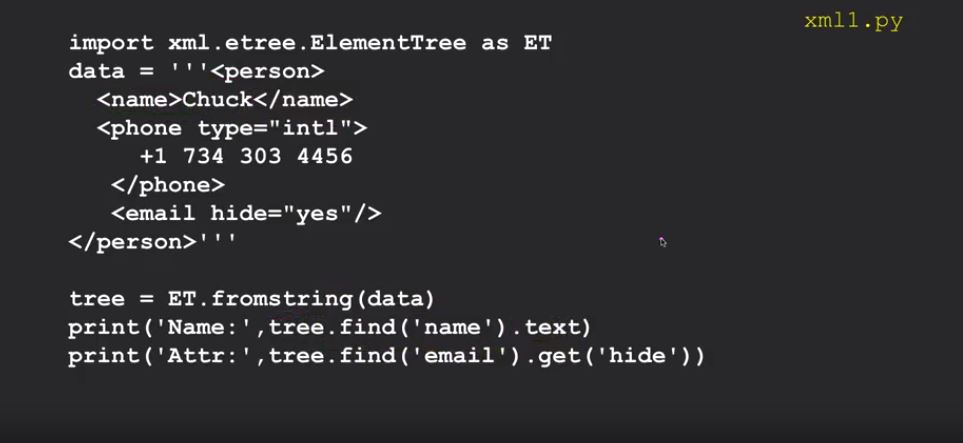 xml1.py
import xml.etree.ElementTree as ET
data = '''<person>
  <name>Chuck</name>
  <phone type="intl">
     +1 734 303 4456
   </phone>
   <email hide="yes"/>
</person>'''

tree = ET.fromstring(data)
print('Name:',tree.find('name').text)
print('Attr:',tree.find('email').get('hide'))